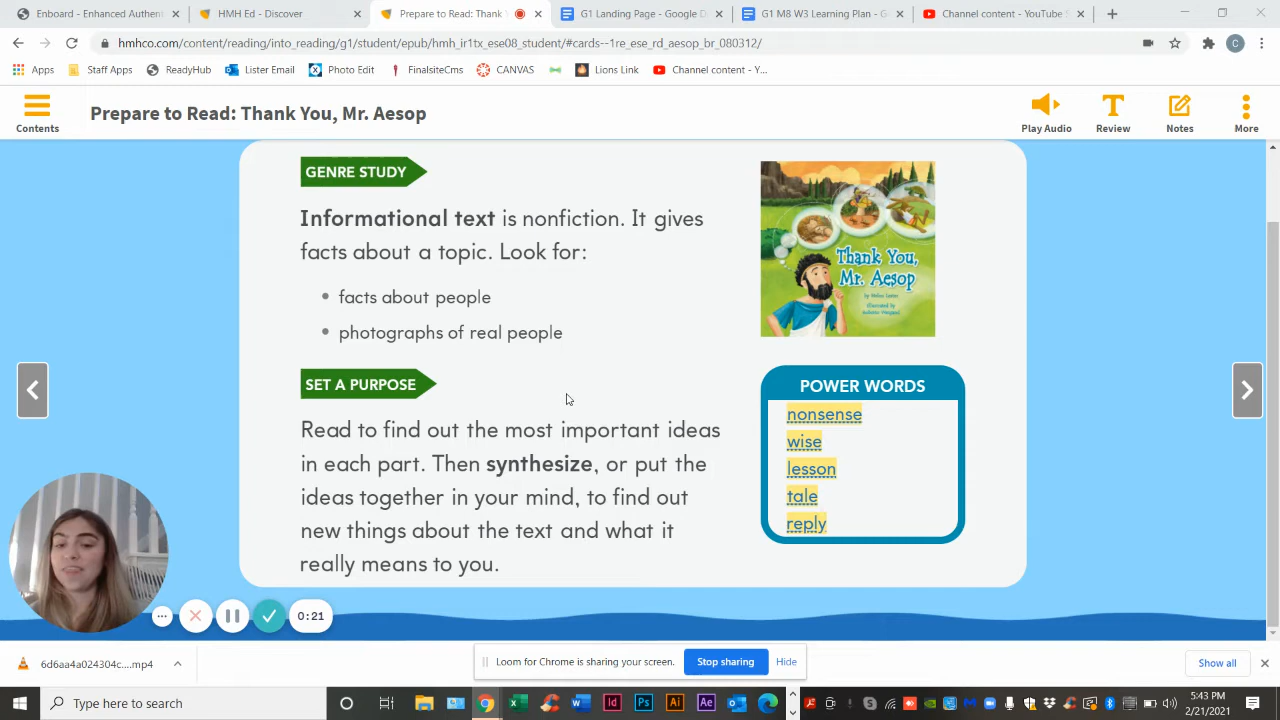 Enboard - Enhanced Authent
HMH Ed - Discover
Prepare to Read: Thank Y
G1 Landing Page - Google D
G1 M8 W3 Learning Plan - G
Channel content - YouTube S
hmhco.com/content/reading/into_reading/g1/student/epub/hmh_ir1tx_ese08_student/#cards--1re_ese_rd_aesop_br_080312/
C
Apps
Staff Apps
ReadyHub
Lister Email
Photo Edit
FinalsiteCms
CANVAS
Lions Link
Channel content - Y...
Contents
Prepare to Read: Thank You, Mr. Aesop
Play Audio
Review
Notes
More
GENRE STUDY
Informational text is nonfiction. It gives
facts about a topic. Look for:
• facts about people
• photographs of real people
SET A PURPOSE
Read to find out the most important ideas
in each part. Then synthesize, or put the
ideas together in your mind, to find out
new things about the text and what it
really means to you.
Thank You,
Mr. Aesop
POWER WORDS
nonsense
wise
lesson
tale
reply
0:21
6d6aa4a024304c....mp4
Loom for Chrome is sharing your screen.
Stop sharing
Hide
Show all
Type here to search
5:43 PM
2/21/2021